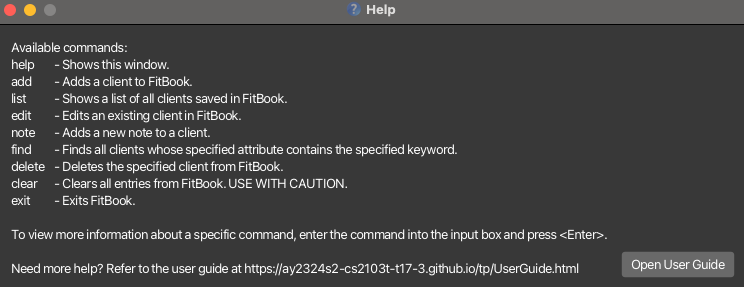 Help
Available commands:
help - Shows this window.
add - Adds a client to FitBook.
list - Shows a list of all clients saved in FitBook.
edit - Edits an existing client in FitBook.
note - Adds a new note to a client.
find - Finds all clients whose specified attribute contains the specified keyword.
delete - Deletes the specified client from FitBook.
clear - Clears all entries from FitBook. USE WITH CAUTION.
exit - Exits FitBook.
To view more information about a specific command, enter the command into the input box and press <Enter>.
Need more help? Refer to the user guide at https://ay2324s2-cs2103t-t17-3.github.io/tp/UserGuide.html
Open User Guide